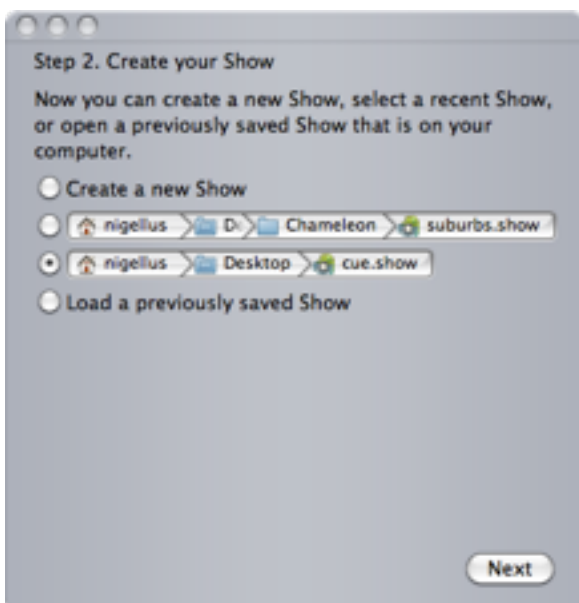 Step 2. Create your Show
Now you can create a new Show, select a recent Show,
or open a previously saved Show that is on your
computer.
Create a new Show
nigellus Chameleon suburbs.show
nigellus Desktop cue.show
Load a previously saved Show
Next